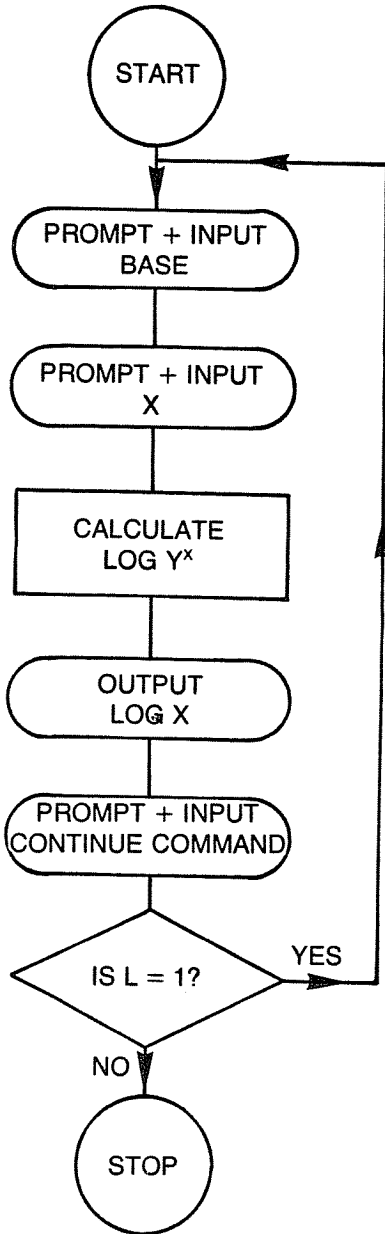 START
PROMPT + INPUT
BASE
PROMPT + INPUT
X
CALCULATE
LOG Yˣ
OUTPUT
LOG X
PROMPT + INPUT
CONTINUE COMMAND
IS L = 1?
YES
NO
STOP